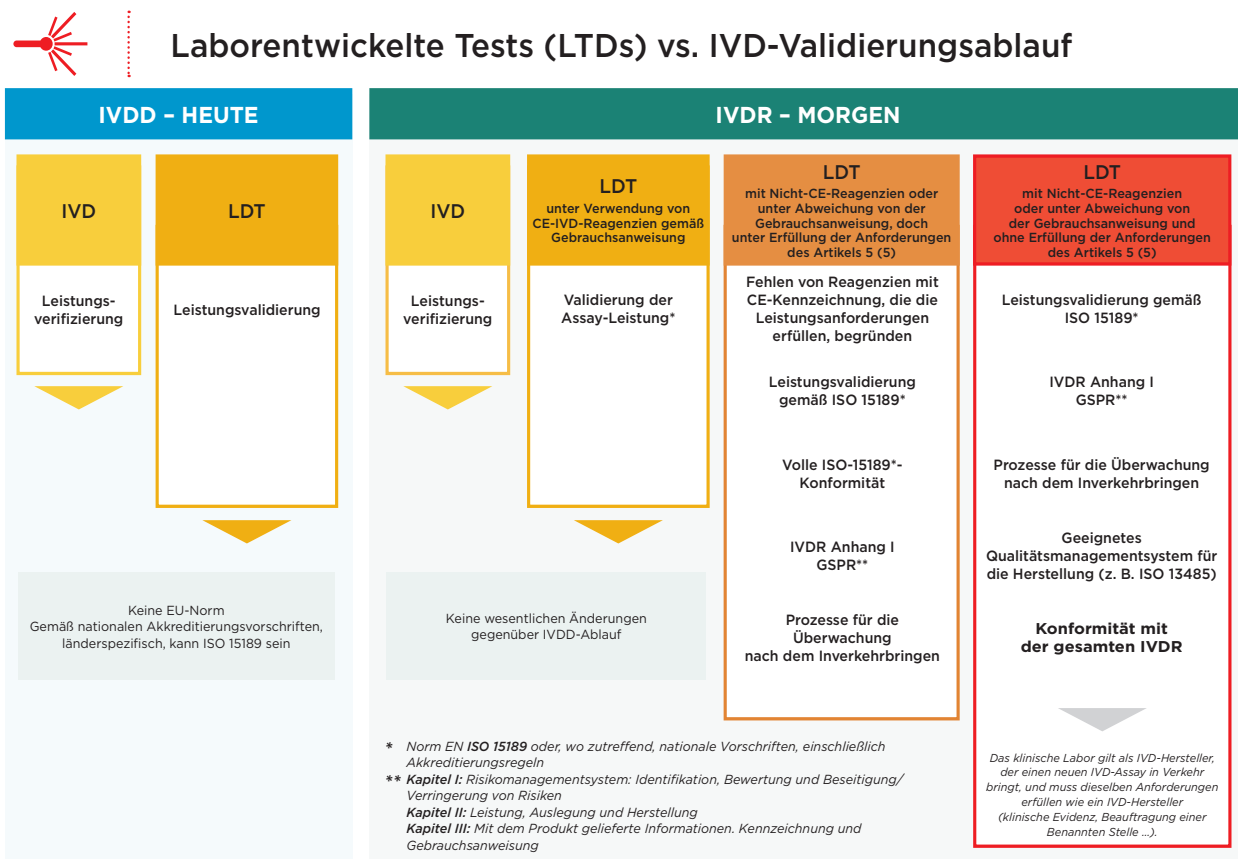 Laborentwickelte Tests (LTDs) vs. IVD-Validierungsablauf
IVDD – HEUTE
IVD
Leistungs-
verifizierung
LDT
Leistungsvalidierung
Keine EU-Norm
Gemäß nationalen Akkreditierungsvorschriften,
länderspezifisch, kann ISO 15189 sein
IVDR – MORGEN
IVD
Leistungs-
verifizierung
LDT
unter Verwendung von
CE-IVD-Reagenzien gemäß
Gebrauchsanweisung
Validierung der
Assay-Leistung*
Keine wesentlichen Änderungen
gegenüber IVDD-Ablauf
LDT
mit Nicht-CE-Reagenzien oder
unter Abweichung von der
Gebrauchsanweisung, doch
unter Erfüllung der Anforderungen
des Artikels 5 (5)
Fehlen von Reagenzien mit
CE-Kennzeichnung, die die
Leistungsanforderungen
erfüllen, begründen
Leistungsvalidierung
gemäß ISO 15189*
Volle ISO-15189*-
Konformität
IVDR Anhang I
GSPR**
Prozesse für die
Überwachung
nach dem Inverkehrbringen
LDT
mit Nicht-CE-Reagenzien
oder unter Abweichung von
der Gebrauchsanweisung und
ohne Erfüllung der Anforderungen
des Artikels 5 (5)
Leistungsvalidierung gemäß
ISO 15189*
IVDR Anhang I
GSPR**
Prozesse für die Überwachung
nach dem Inverkehrbringen
Geeignetes
Qualitätsmanagementsystem für
die Herstellung (z. B. ISO 13485)
Konformität mit
der gesamten IVDR
Das klinische Labor gilt als IVD-Hersteller,
der einen neuen IVD-Assay in Verkehr
bringt, und muss dieselben Anforderungen
erfüllen wie ein IVD-Hersteller
(klinische Evidenz, Beauftragung einer
Benannten Stelle ...).
* Norm EN ISO 15189 oder, wo zutreffend, nationale Vorschriften, einschließlich
Akkreditierungsregeln
** Kapitel I: Risikomanagementsystem: Identifikation, Bewertung und Beseitigung/
Verringerung von Risiken
Kapitel II: Leistung, Auslegung und Herstellung
Kapitel III: Mit dem Produkt gelieferte Informationen. Kennzeichnung und
Gebrauchsanweisung